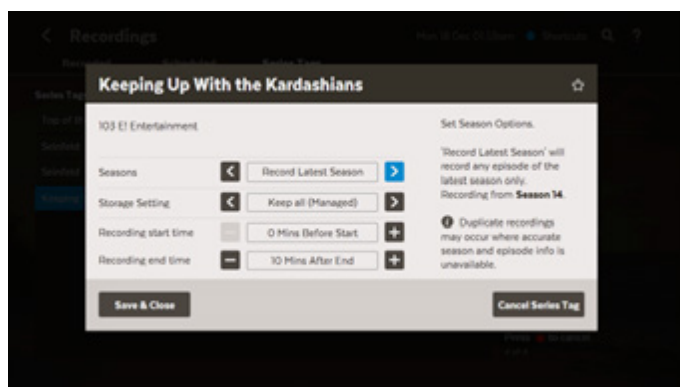 Recordings
Series Tags
Keeping Up With the Kardashians
103 E! Entertainment
Seasons
Record Latest Season
Storage Setting
Keep all (Managed)
Recording start time
0 Mins Before Start
Recording end time
10 Mins After End
Set Season Options.
'Record Latest Season' will
record any episode of the
latest season only.
Recording from Season 14.
Duplicate recordings
may occur where accurate
season and episode info is
unavailable.
Save & Close
Cancel Series Tag